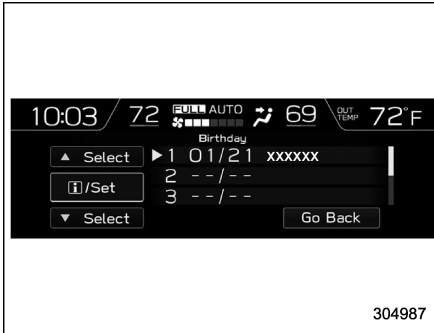 10:03 72 FULL AUTO 69 OUT TEMP 72°F
Birthday
▲ Select ▶1 01/21 xxxxxx
i/Set 2 --/--
3 --/--
▼ Select Go Back
304987